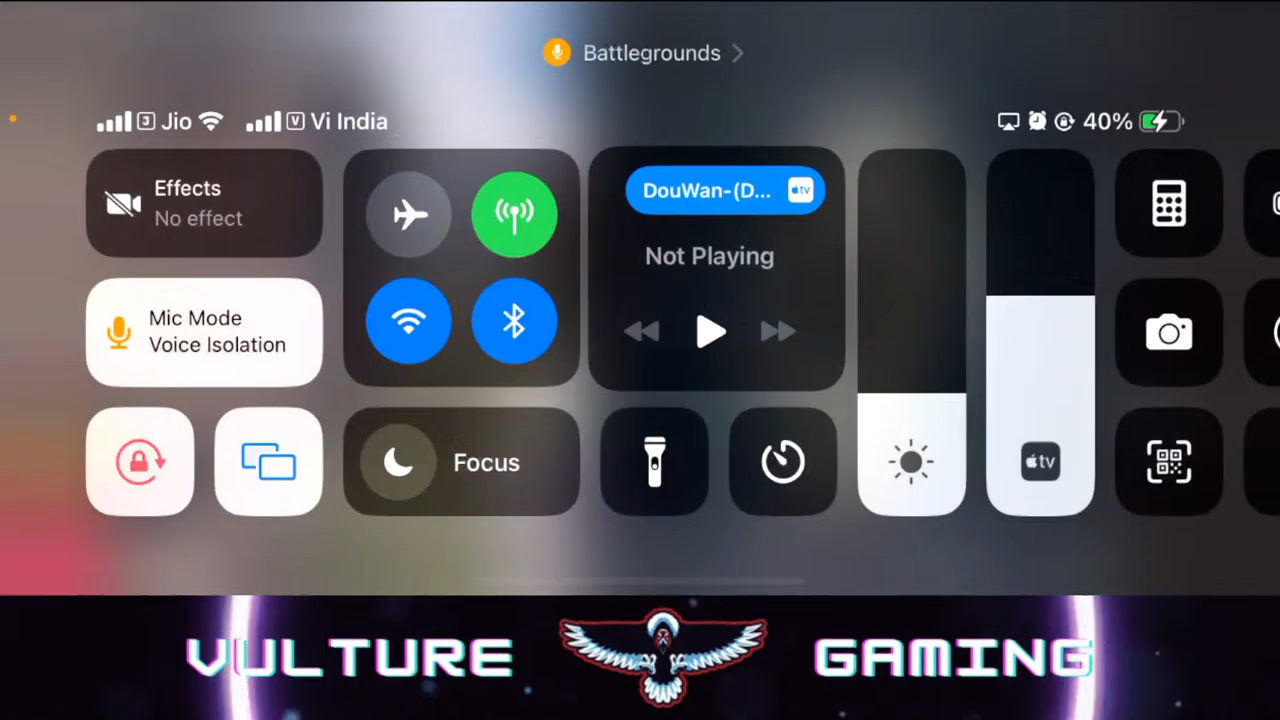 Battlegrounds
J Jio
V Vi India
40%
Effects
No effect
Mic Mode
Voice Isolation
DouWan-(D...
tv
Not Playing
Focus
tv
VULTURE GAMING